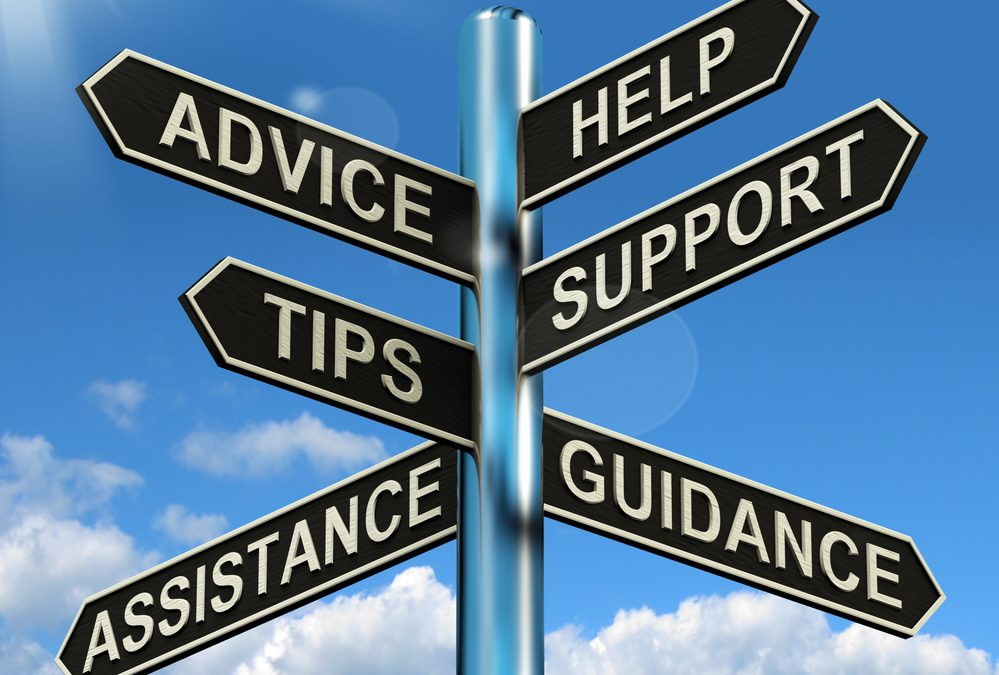 ADVICE
HELP
SUPPORT
TIPS
ASSISTANCE
GUIDANCE